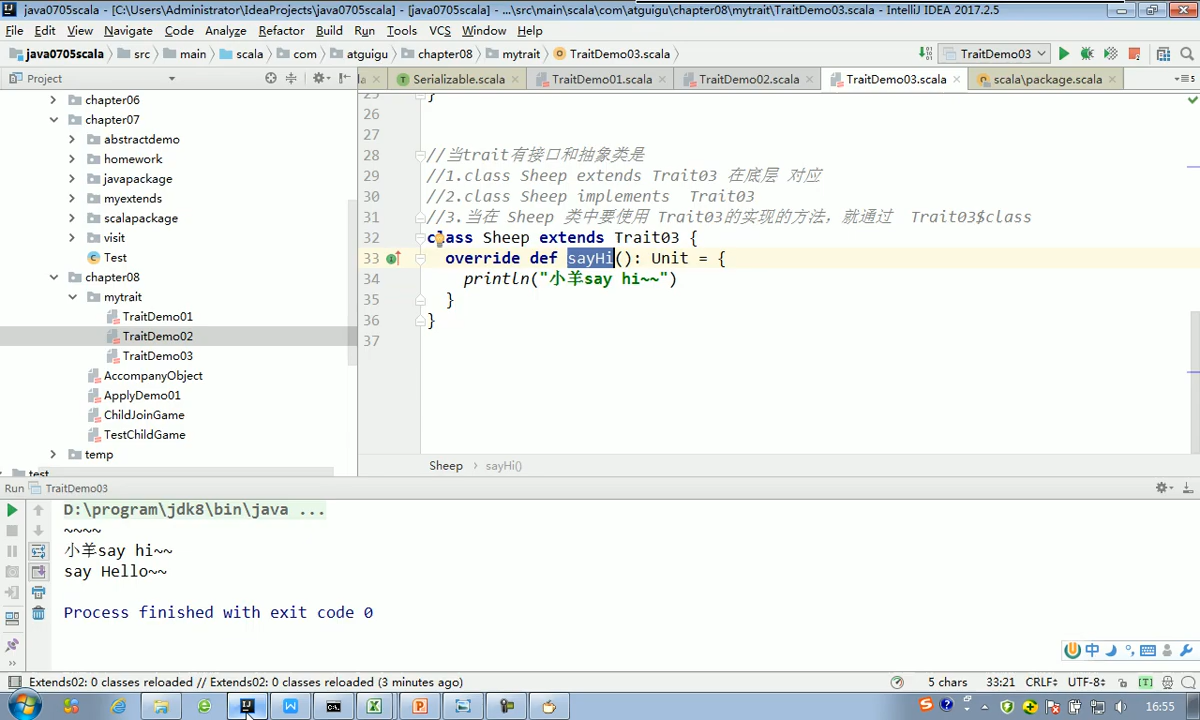 java0705scala - [C:\Users\Administrator\IdeaProjects\java0705scala] - [java0705scala] - ...\src\main\scala\com\atguigu\chapter08\mytrait\TraitDemo03.scala - IntelliJ IDEA 2017.2.5
File Edit View Navigate Code Analyze Refactor Build Run Tools VCS Window Help
java0705scala src main scala com atguigu chapter08 mytrait TraitDemo03.scala TraitDemo03
Project la Serializable.scala TraitDemo01.scala TraitDemo02.scala TraitDemo03.scala scala\package.scala
chapter06
chapter07
abstractdemo
homework
javapackage
myextends
scalapackage
visit
Test
chapter08
mytrait
TraitDemo01
TraitDemo02
TraitDemo03
AccompanyObject
ApplyDemo01
ChildJoinGame
TestChildGame
temp
test
25 }
26
27
28 //当trait有接口和抽象类是
29 //1.class Sheep extends Trait03 在底层 对应
30 //2.class Sheep implements Trait03
31 //3.当在 Sheep 类中要使用 Trait03的实现的方法，就通过 Trait03$class
32 class Sheep extends Trait03 {
33 override def sayHi(): Unit = {
34 println("小羊say hi~~")
35 }
36 }
37
Sheep sayHi()
Run TraitDemo03
D:\program\jdk8\bin\java ...
~~~~
小羊say hi~~
say Hello~~
Process finished with exit code 0
中
Extends02: 0 classes reloaded // Extends02: 0 classes reloaded (3 minutes ago) 5 chars 33:21 CRLF÷ UTF-8÷ [T]
16:55